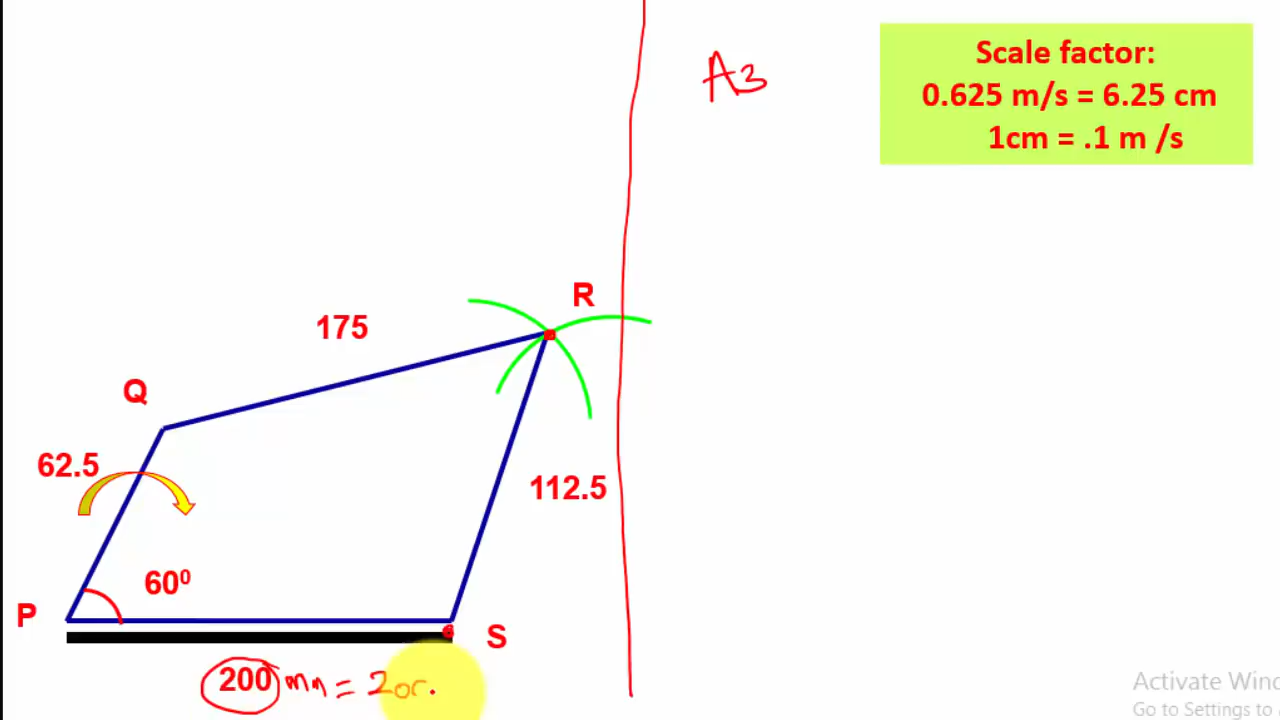 A3
Scale factor:
0.625 m/s = 6.25 cm
1cm = .1 m /s
R
175
Q
62.5
112.5
60⁰
P
S
200 mm =
Activate Wind
Go to Settings to a